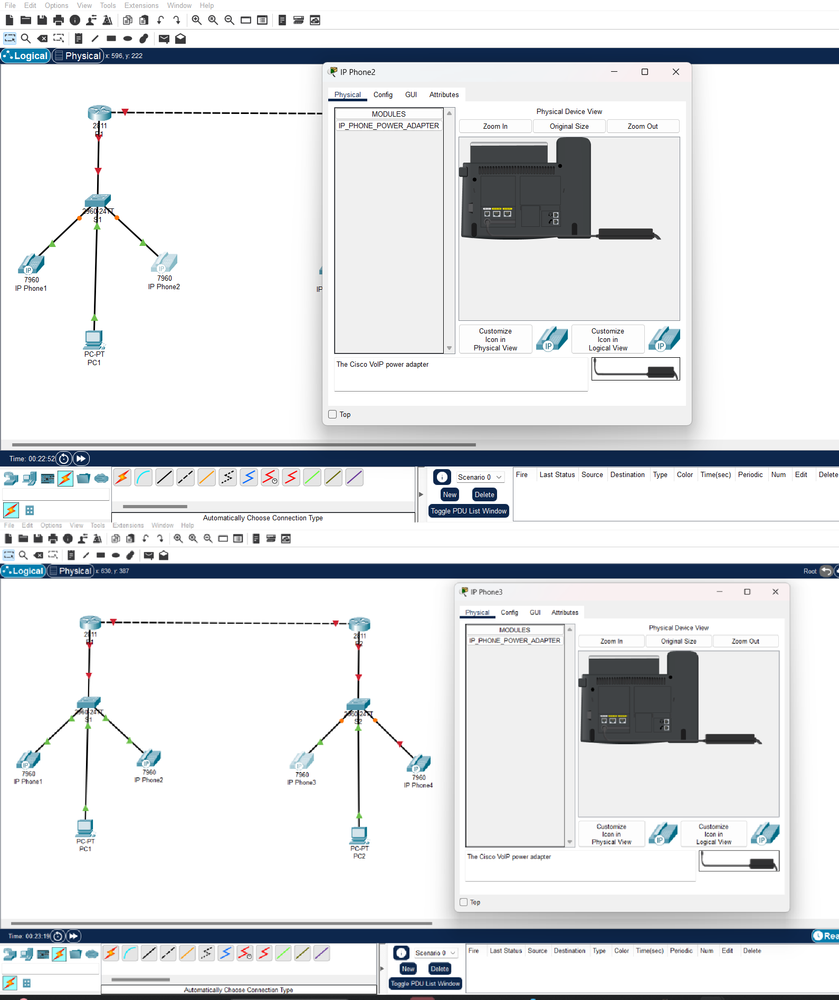 File Edit Options View Tools Extensions Window Help
Logical Physical x: 596, y: 222
IP Phone2
Physical Config GUI Attributes
MODULES
IP_PHONE_POWER_ADAPTER
Physical Device View
Zoom In Original Size Zoom Out
2811
R1
2960-24TT
S1
IP
7960
IP Phone1
IP
7960
IP Phone2
IP
PC-PT
PC1
Customize
Icon in
Physical View
IP
Customize
Icon in
Logical View
IP
The Cisco VoIP power adapter
Top
Time: 00:22:52
Scenario 0
New Delete
Toggle PDU List Window
Fire Last Status Source Destination Type Color Time(sec) Periodic Num Edit Delete
Automatically Choose Connection Type
File Edit Options View Tools Extensions Window Help
Logical Physical x: 630, y: 387
Root
IP Phone3
Physical Config GUI Attributes
MODULES
IP_PHONE_POWER_ADAPTER
Physical Device View
Zoom In Original Size Zoom Out
2811
R1
2811
R2
2960-24TT
S1
2960-24TT
S2
IP
7960
IP Phone1
IP
7960
IP Phone2
IP
7960
IP Phone3
IP
7960
IP Phone4
PC-PT
PC1
PC-PT
PC2
Customize
Icon in
Physical View
IP
Customize
Icon in
Logical View
IP
The Cisco VoIP power adapter
Top
Time: 00:23:19
Rea
Scenario 0
New Delete
Toggle PDU List Window
Fire Last Status Source Destination Type Color Time(sec) Periodic Num Edit Delete
Automatically Choose Connection Type